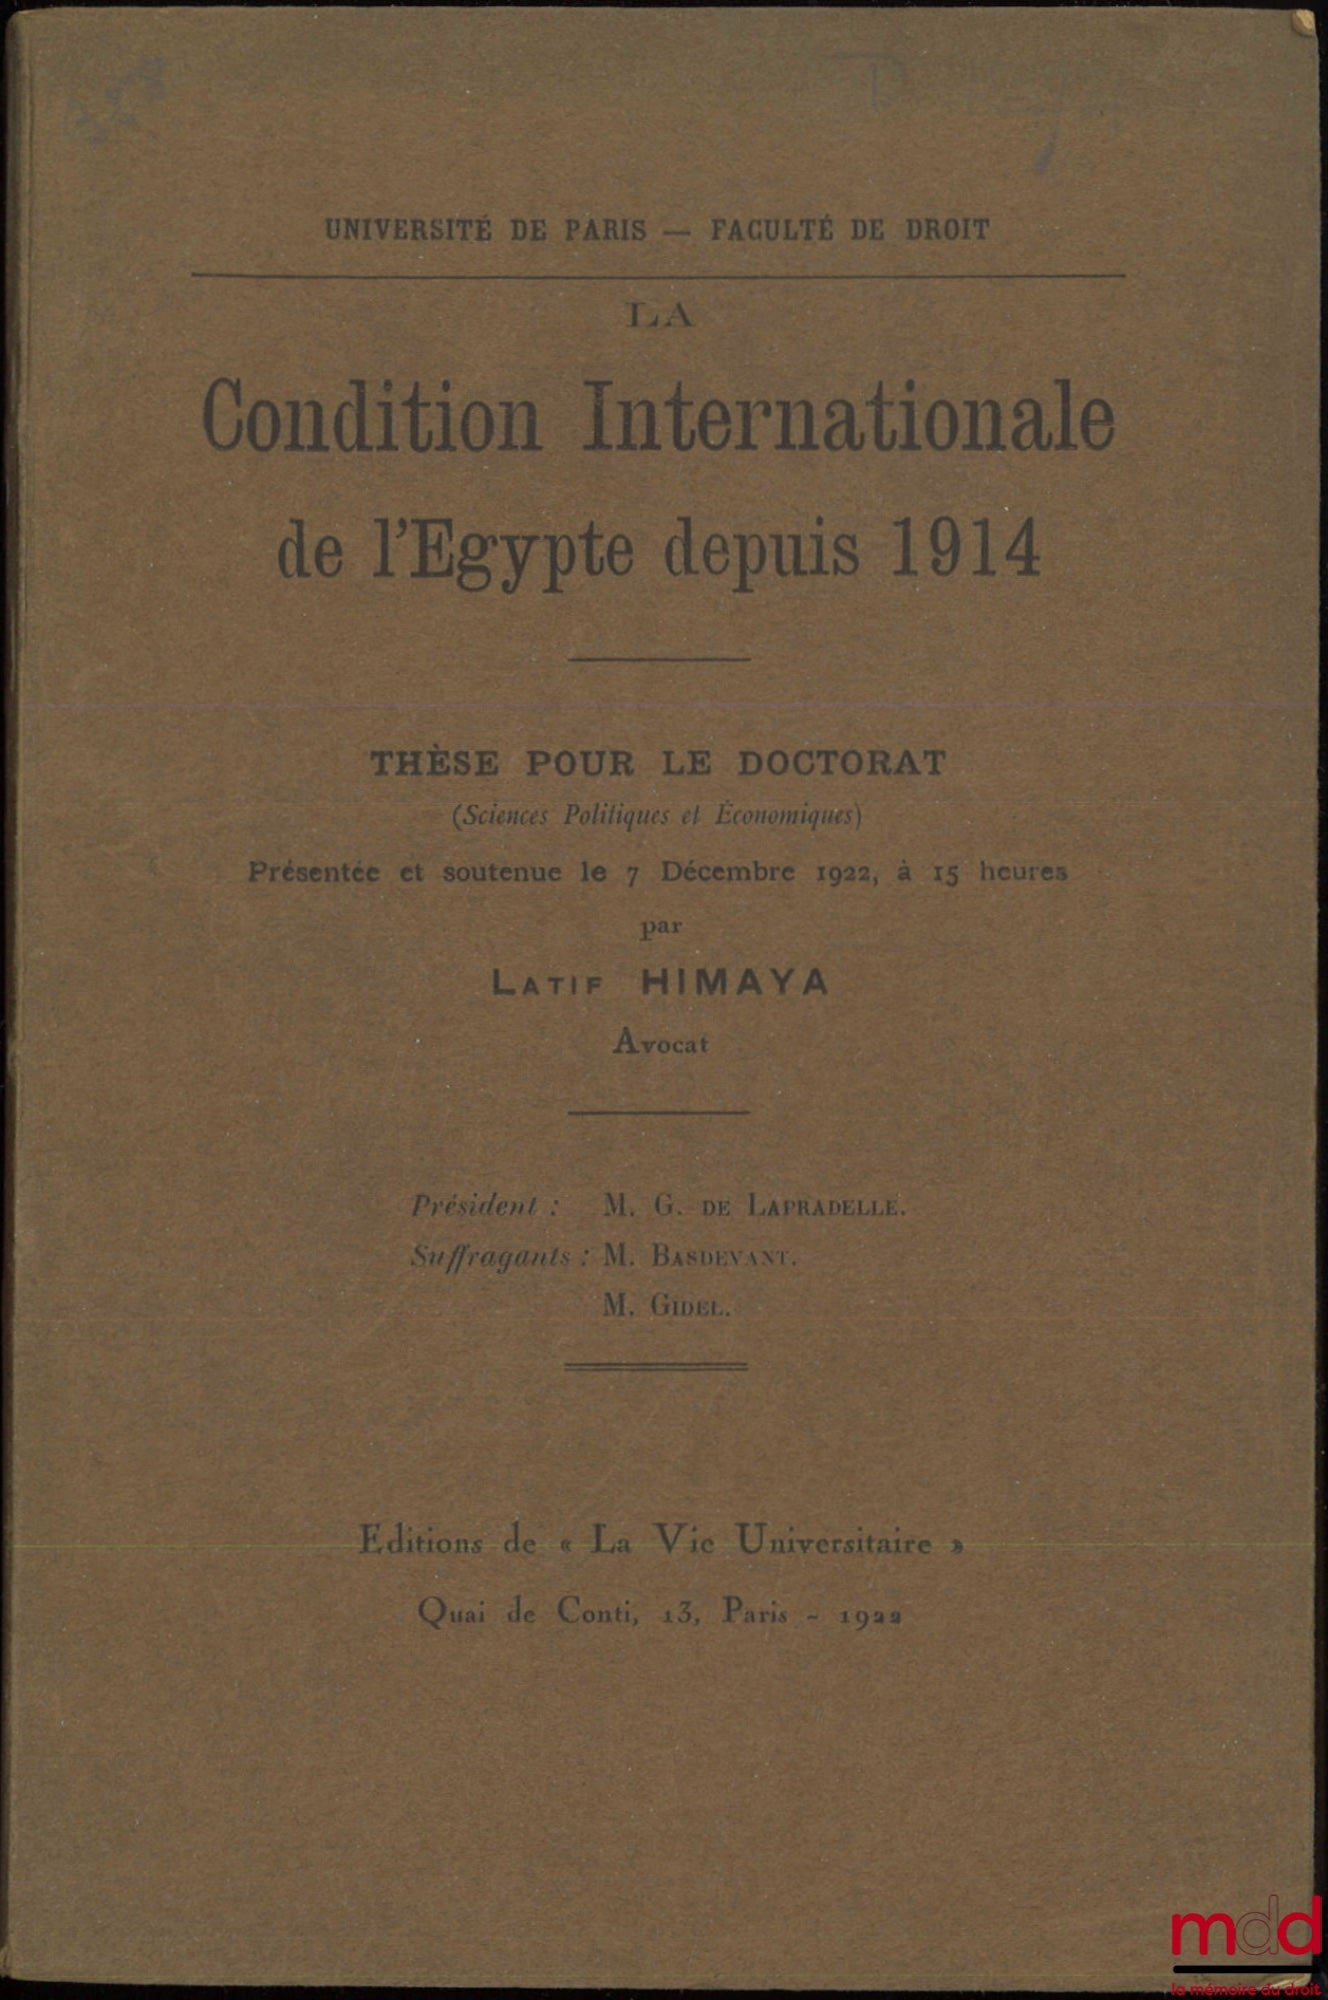 UNIVERSITÉ DE PARIS — FACULTÉ DE DROIT
LA
Condition Internationale
de l'Egypte depuis 1914
THÈSE POUR LE DOCTORAT
(Sciences Politiques et Économiques)
Présentée et soutenue le 7 Décembre 1922, à 15 heures
par
LATIF HIMAYA
Avocat
Président : M. G. DE LAPRADELLE.
Suffragants : M. BASDEVANT.
M. GIDEL.
Editions de « La Vie Universitaire »
Quai de Conti, 13, Paris - 1922
mdd
la mémoire du droit